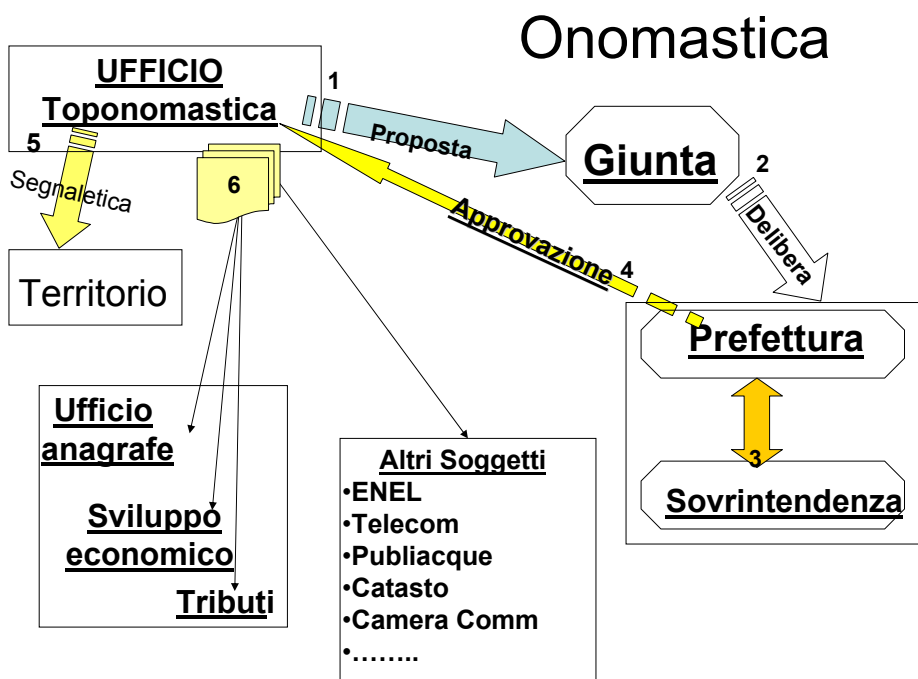 Onomastica
UFFICIO
Toponomastica
1
Proposta
Giunta
2
Delibera
Approvazione
4
5
Segnaletica
6
Territorio
Prefettura
3
Sovrintendenza
Ufficio
anagrafe
Sviluppo
economico
Tributi
Altri Soggetti
•ENEL
•Telecom
•Publiacque
•Catasto
•Camera Comm
•……..